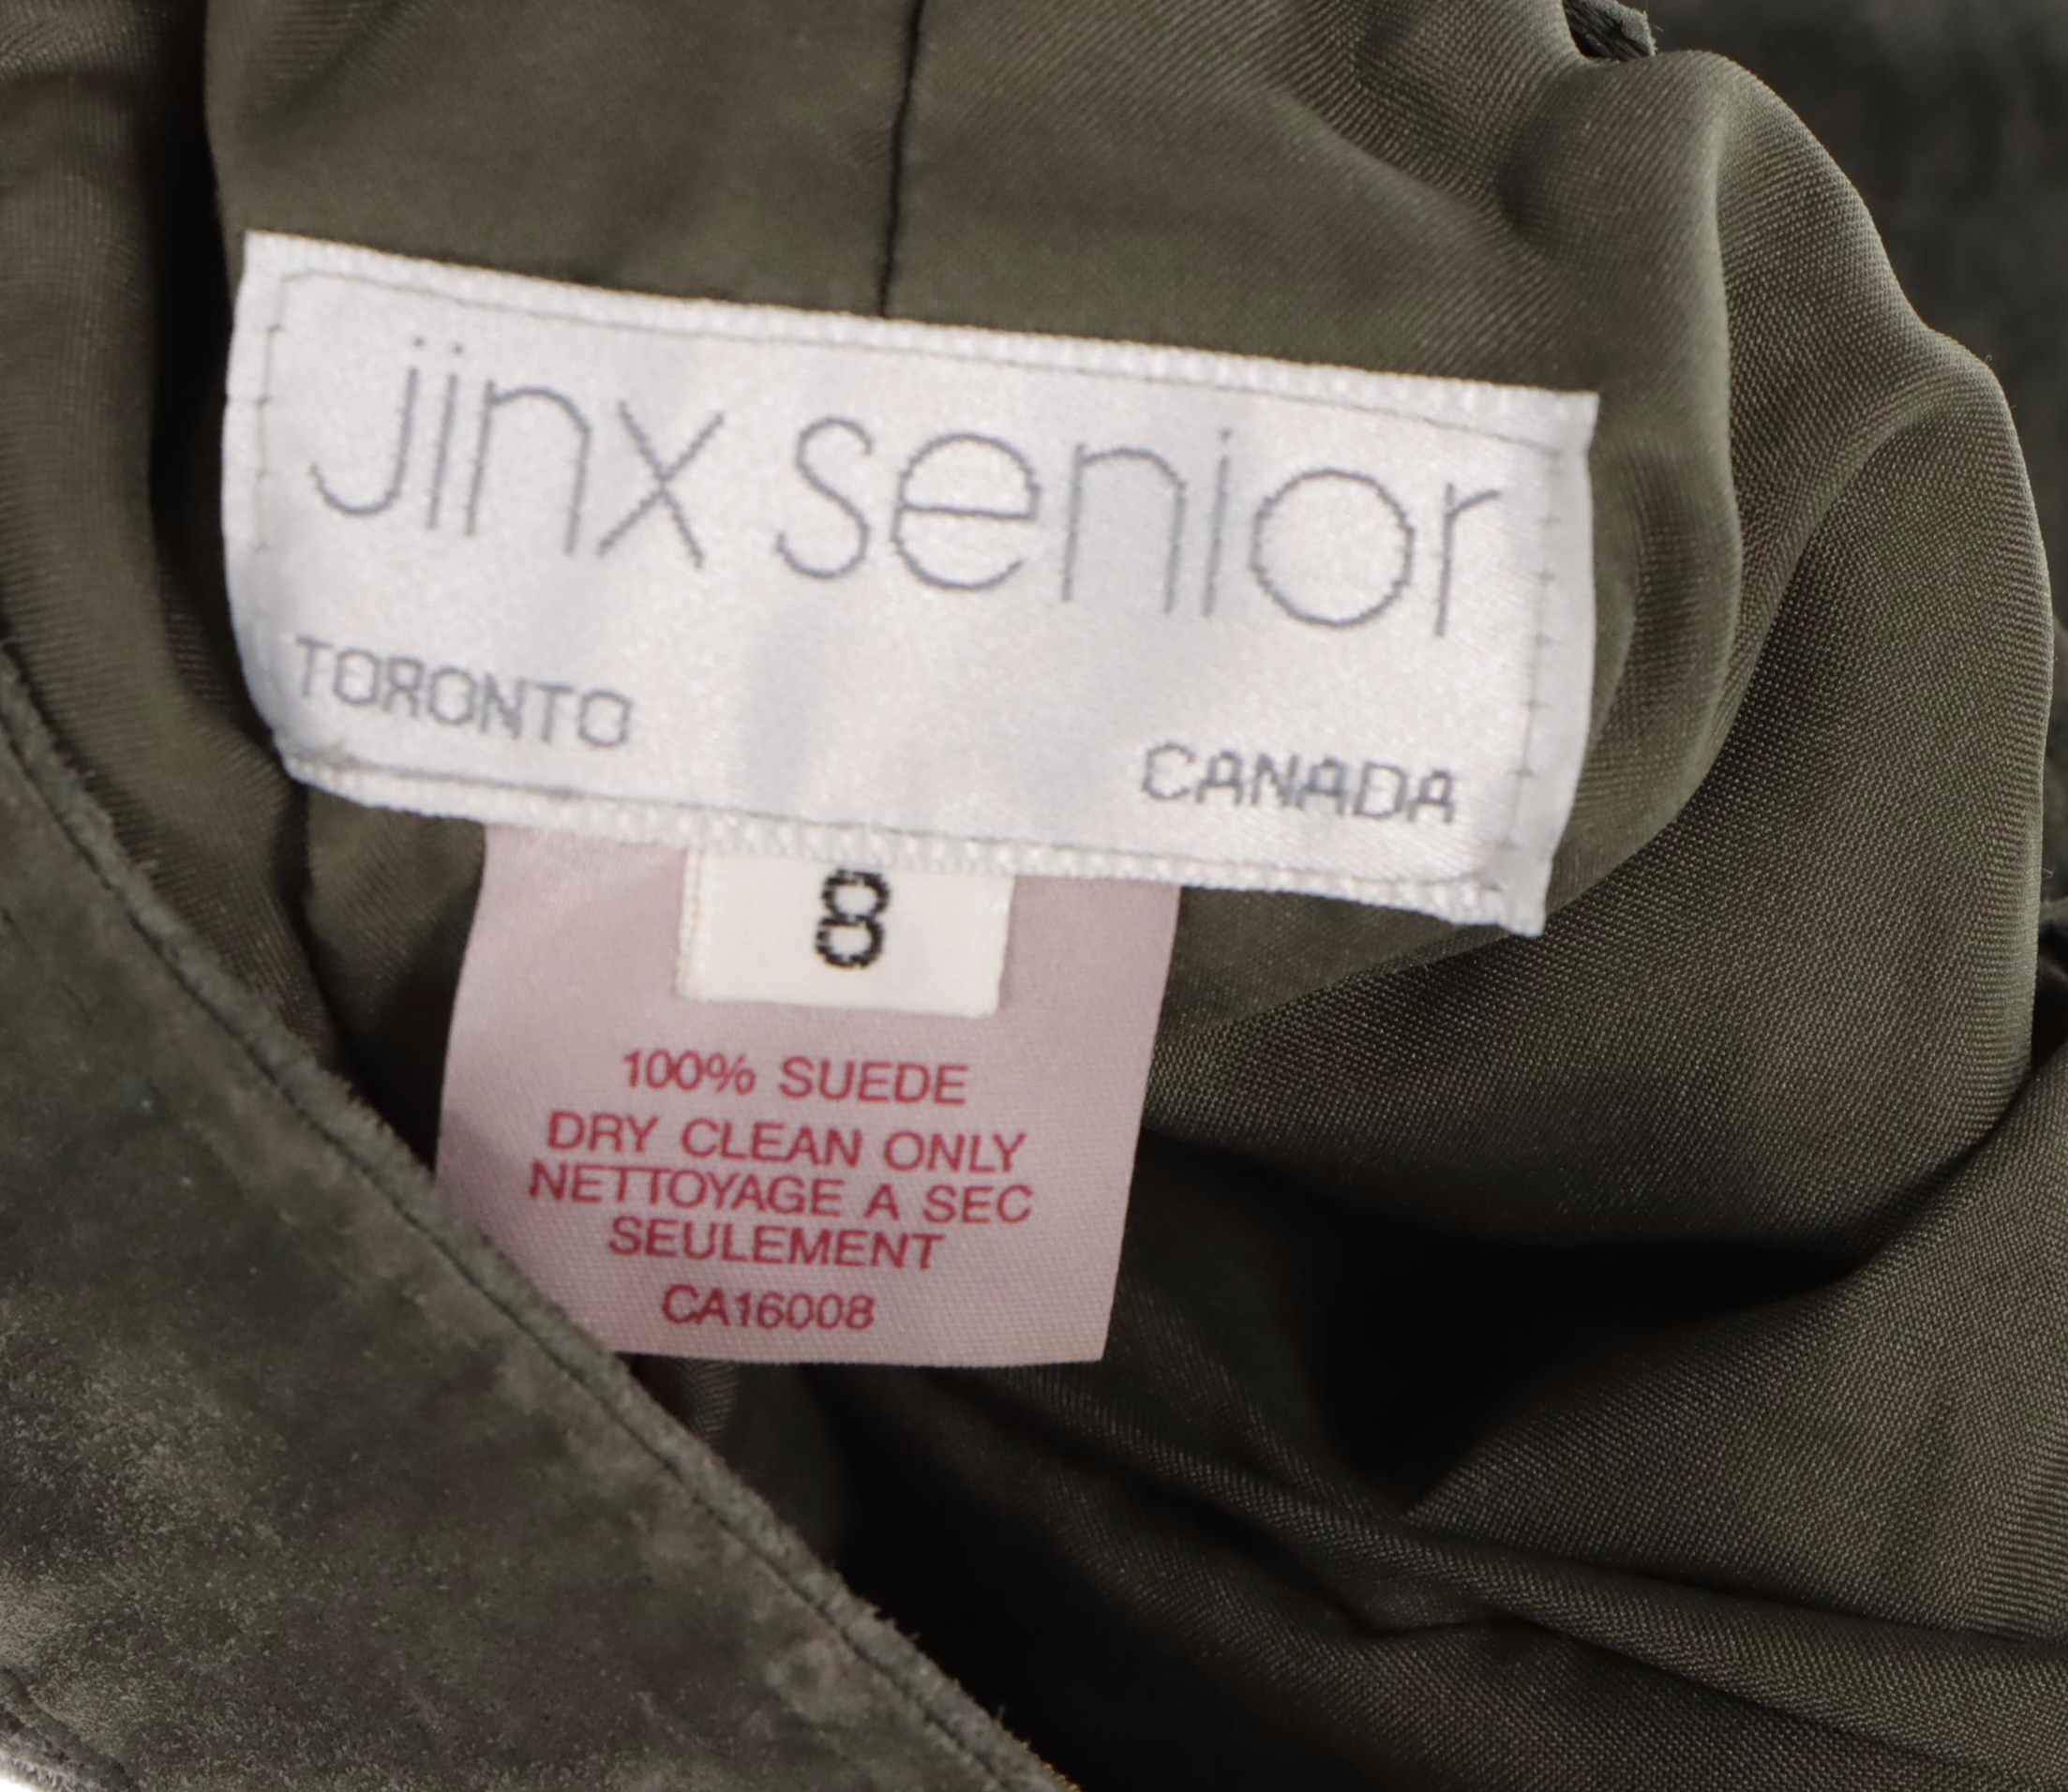 jinx senior
TORONTO
CANADA
8
100% SUEDE
DRY CLEAN ONLY
NETTOYAGE A SEC
SEULEMENT
CA16008